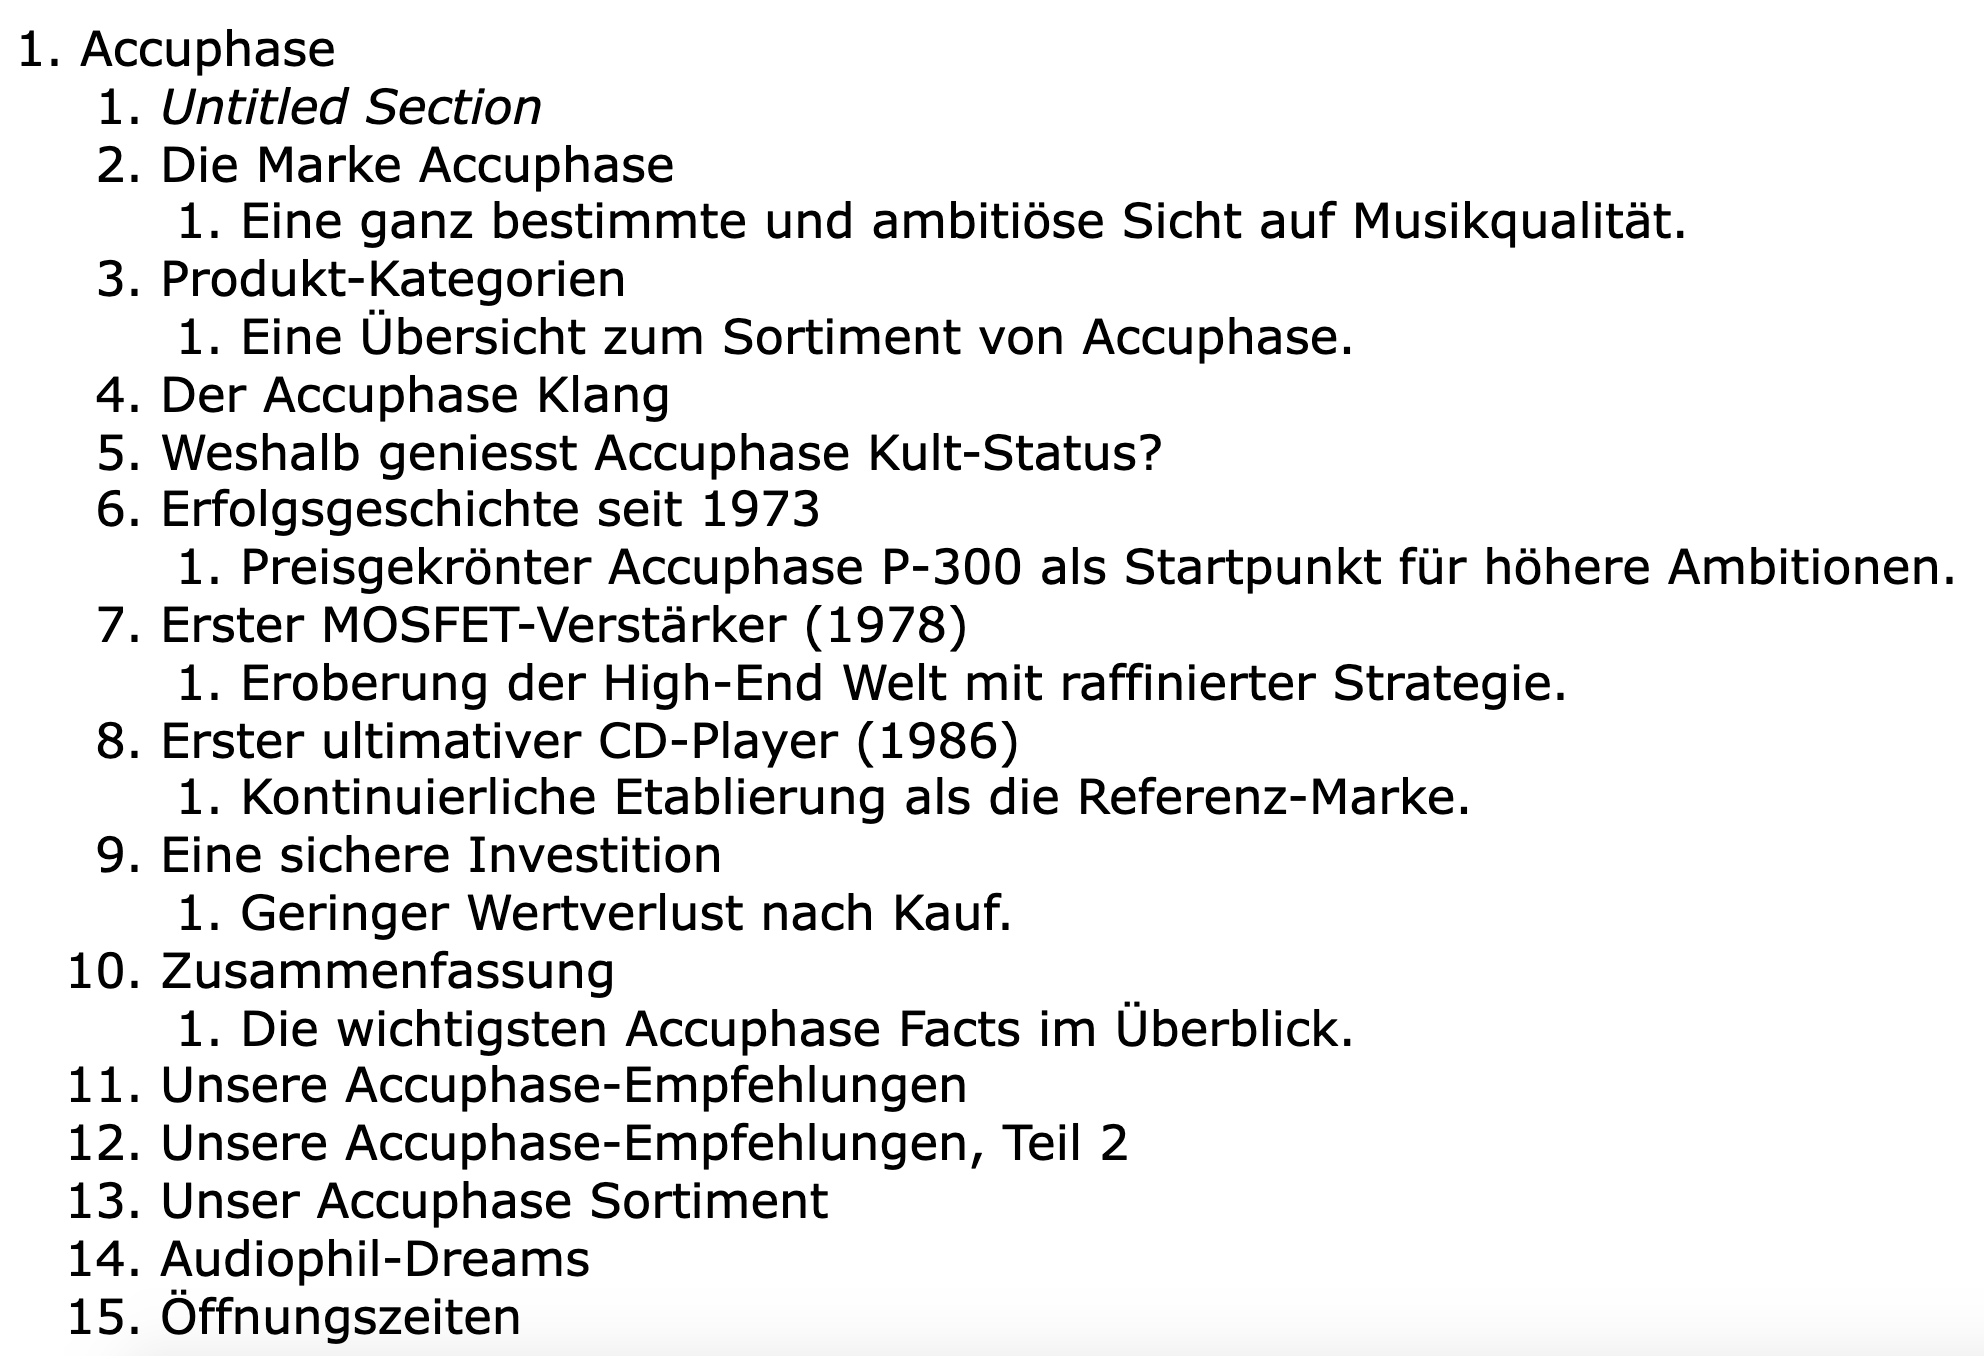 1. Accuphase
1. Untitled Section
2. Die Marke Accuphase
1. Eine ganz bestimmte und ambitiöse Sicht auf Musikqualität.
3. Produkt-Kategorien
1. Eine Übersicht zum Sortiment von Accuphase.
4. Der Accuphase Klang
5. Weshalb geniesst Accuphase Kult-Status?
6. Erfolgsgeschichte seit 1973
1. Preisgekrönter Accuphase P-300 als Startpunkt für höhere Ambitionen.
7. Erster MOSFET-Verstärker (1978)
1. Eroberung der High-End Welt mit raffinierter Strategie.
8. Erster ultimativer CD-Player (1986)
1. Kontinuierliche Etablierung als die Referenz-Marke.
9. Eine sichere Investition
1. Geringer Wertverlust nach Kauf.
10. Zusammenfassung
1. Die wichtigsten Accuphase Facts im Überblick.
11. Unsere Accuphase-Empfehlungen
12. Unsere Accuphase-Empfehlungen, Teil 2
13. Unser Accuphase Sortiment
14. Audiophil-Dreams
15. Öffnungszeiten